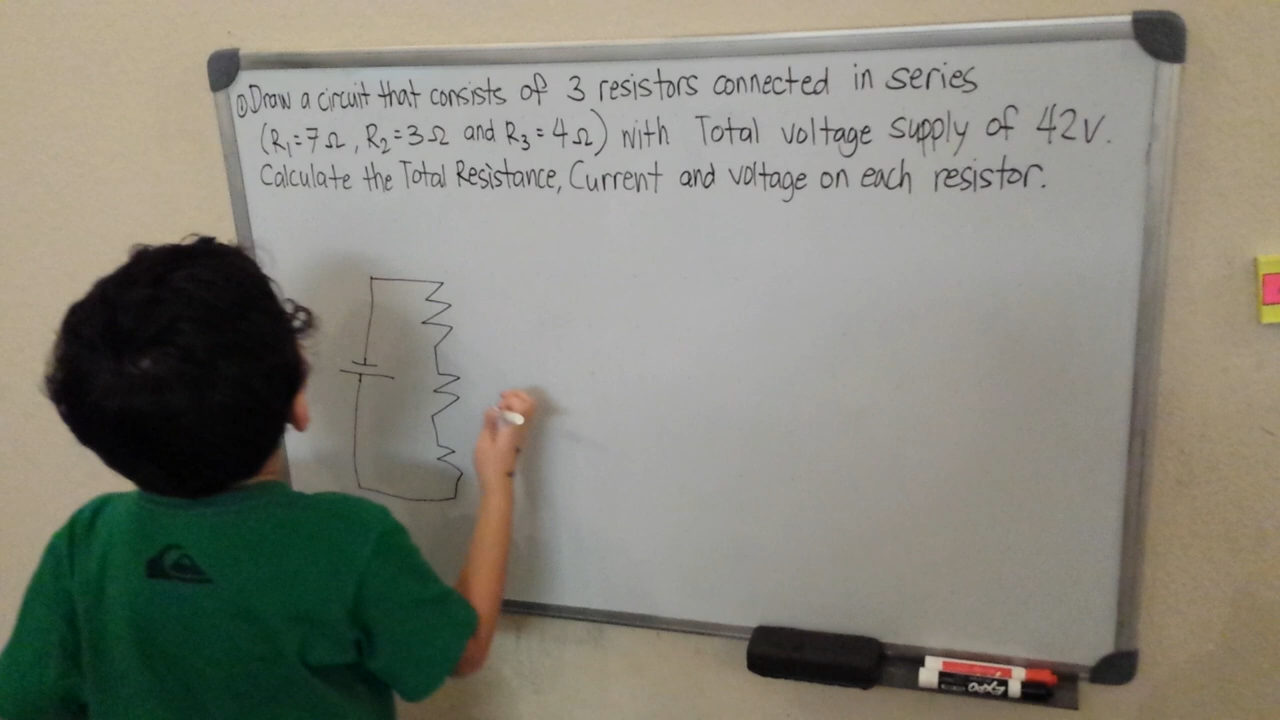 ① Draw a circuit that consists of 3 resistors connected in series
(R₁=7Ω, R₂=3Ω and R₃=4Ω) with Total voltage supply of 42v.
Calculate the Total Resistance, Current and voltage on each resistor.
EXPO